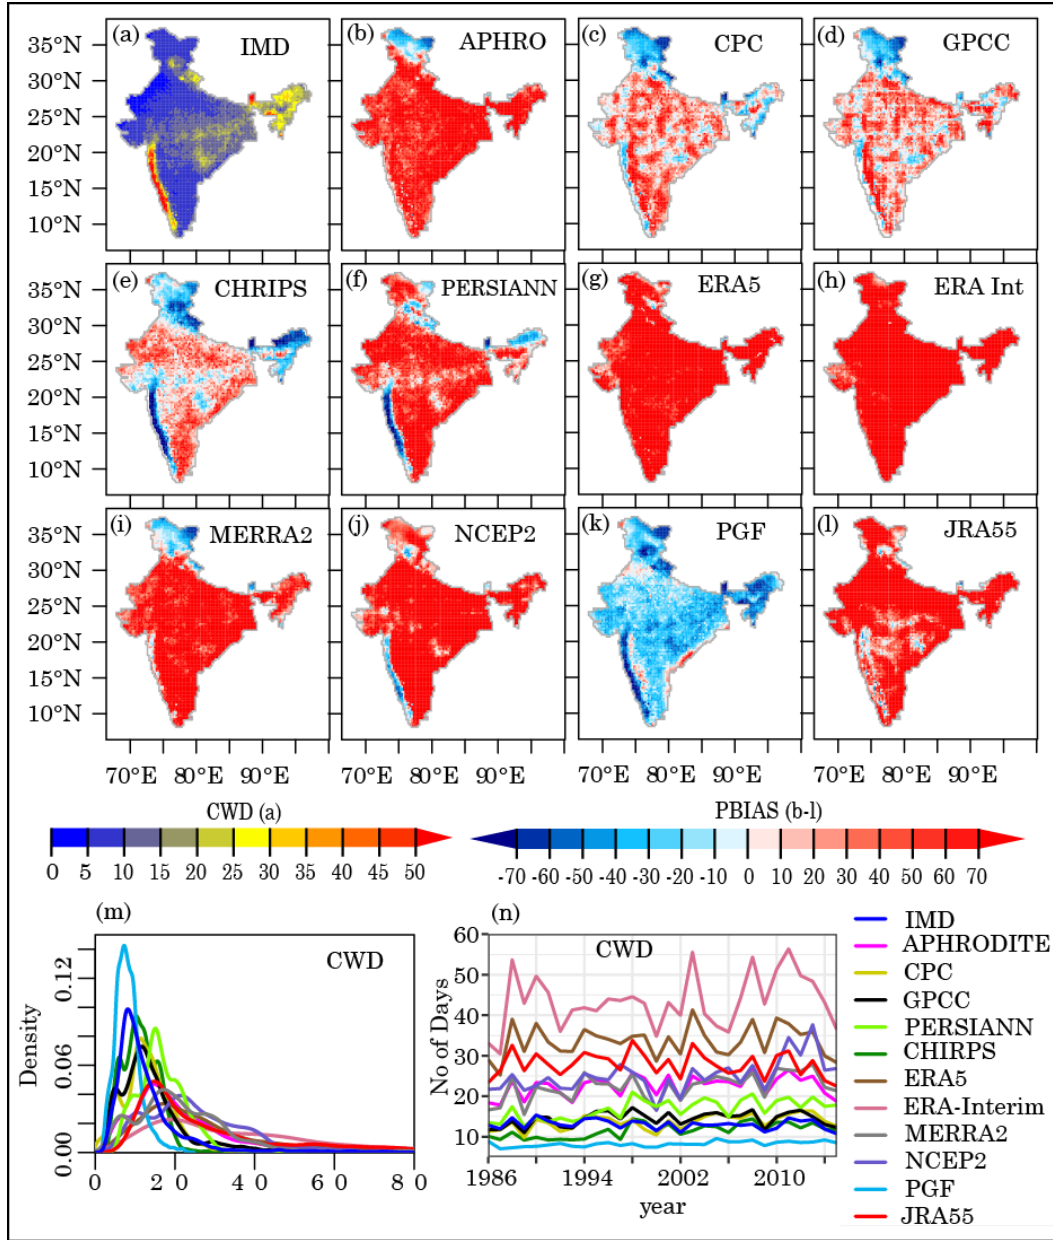 (a) IMD (b) APHRO (c) CPC (d) GPCC
35°N
30°N
25°N
20°N
15°N
10°N
(e) CHRIPS (f) PERSIANN (g) ERA5 (h) ERA Int
35°N
30°N
25°N
20°N
15°N
10°N
(i) MERRA2 (j) NCEP2 (k) PGF (l) JRA55
35°N
30°N
25°N
20°N
15°N
10°N
70°E 80°E 90°E 70°E 80°E 90°E 70°E 80°E 90°E 70°E 80°E 90°E
CWD (a)
0 5 10 15 20 25 30 35 40 45 50
PBIAS (b-l)
-70 -60 -50 -40 -30 -20 -10 0 10 20 30 40 50 60 70
(m)
CWD
Density
0.12
0.06
0.00
0 2 0 4 0 6 0 8 0
(n)
CWD
No of Days
60
50
40
30
20
10
1986 1994 2002 2010
year
IMD
APHRODITE
CPC
GPCC
PERSIANN
CHIRPS
ERA5
ERA-Interim
MERRA2
NCEP2
PGF
JRA55